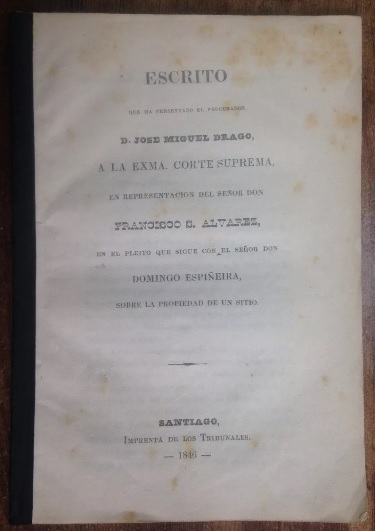 ESCRITO
QUE HA PRESENTADO EL PROCURADOR
D. JOSE MIGUEL DRAGO,
A LA EXMA. CORTE SUPREMA,
EN REPRESENTACION DEL SEÑOR DON
FRANCISCO S. ALVAREZ,
EN EL PLEITO QUE SIGUE CON EL SEÑOR DON
DOMINGO ESPIÑEIRA,
SOBRE LA PROPIEDAD DE UN SITIO.
SANTIAGO,
IMPRENTA DE LOS TRIBUNALES.
— 1846 —